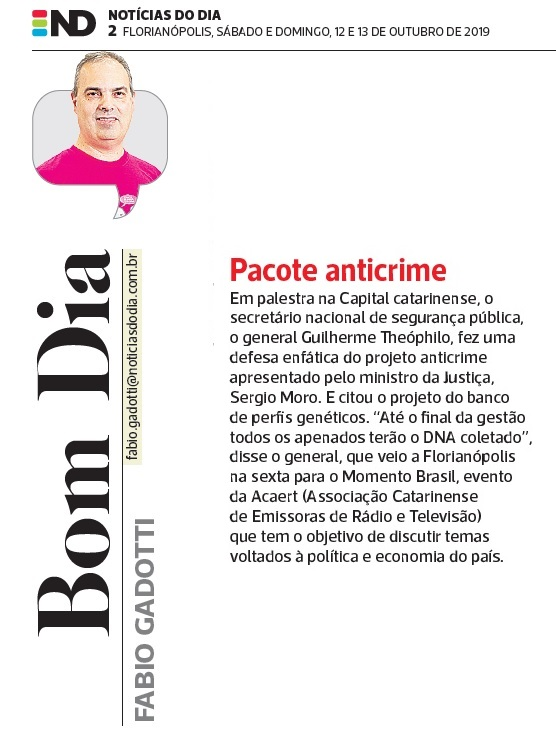 ND
NOTÍCIAS DO DIA
2 FLORIANÓPOLIS, SÁBADO E DOMINGO, 12 E 13 DE OUTUBRO DE 2019
Bom Dia
fabio.gadotti@noticiasdodia.com.br
FABIO GADOTTI
Pacote anticrime
Em palestra na Capital catarinense, o
secretário nacional de segurança pública,
o general Guilherme Theóphilo, fez uma
defesa enfática do projeto anticrime
apresentado pelo ministro da Justiça,
Sergio Moro. E citou o projeto do banco
de perfis genéticos. “Até o final da gestão
todos os apenados terão o DNA coletado”,
disse o general, que veio a Florianópolis
na sexta para o Momento Brasil, evento
da Acaert (Associação Catarinense
de Emissoras de Rádio e Televisão)
que tem o objetivo de discutir temas
voltados à política e economia do país.